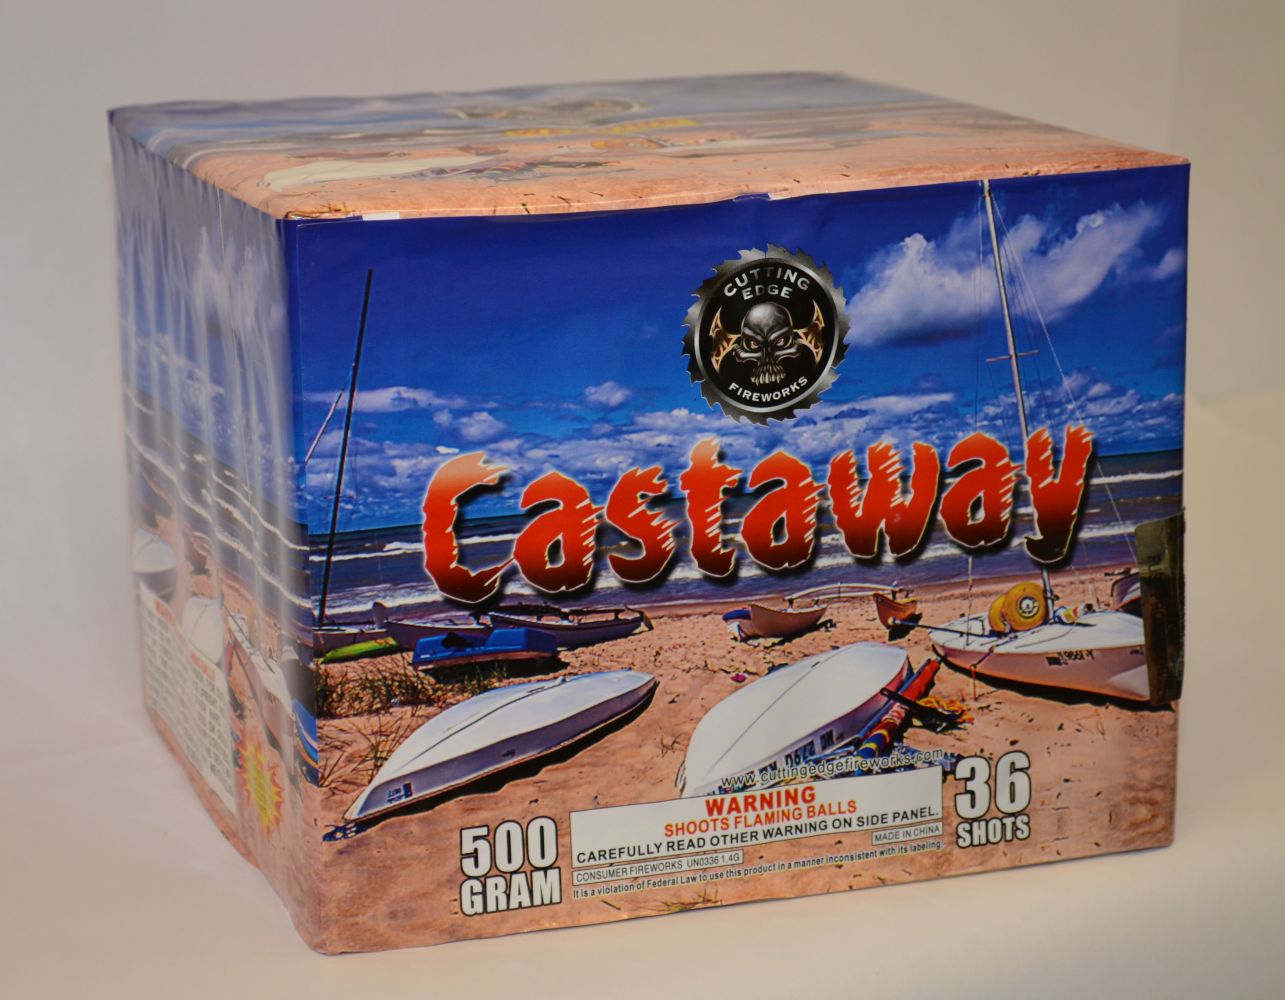 CUTTING
EDGE
FIREWORKS
Castaway
www.cuttingedgefireworks.com
500
GRAM
WARNING
SHOOTS FLAMING BALLS
CAREFULLY READ OTHER WARNING ON SIDE PANEL.
CONSUMER FIREWORKS UN0336 1.4G
MADE IN CHINA
It is a violation of Federal Law to use this product in a manner inconsistent with its labeling.
36
SHOTS